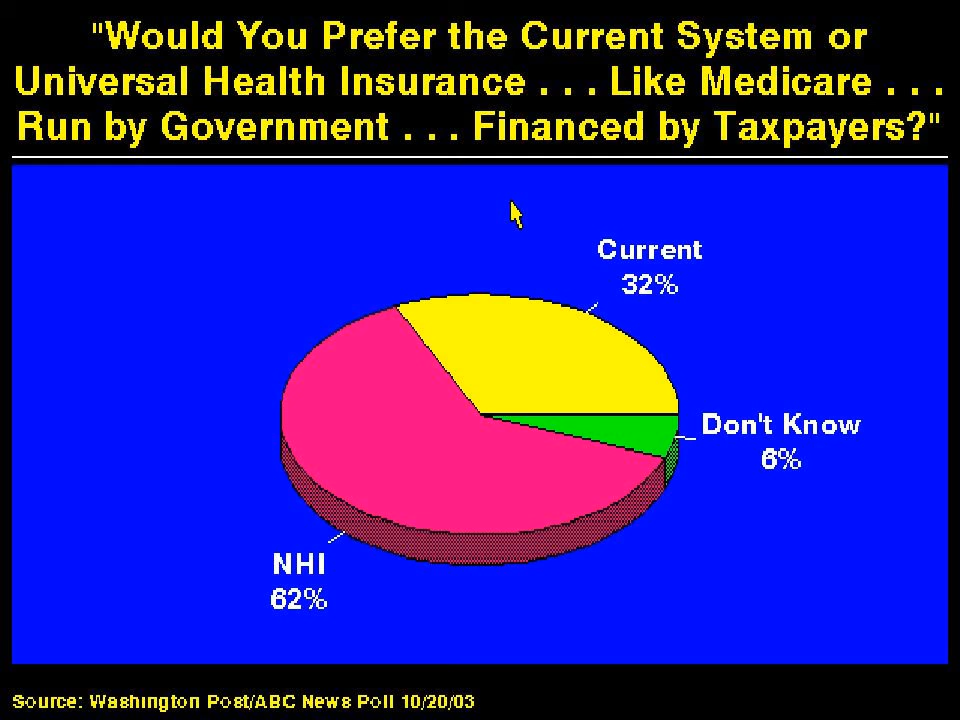 "Would You Prefer the Current System or
Universal Health Insurance . . . Like Medicare . . .
Run by Government . . . Financed by Taxpayers?"
Current
32%
Don't Know
6%
NHI
62%
Source: Washington Post/ABC News Poll 10/20/03